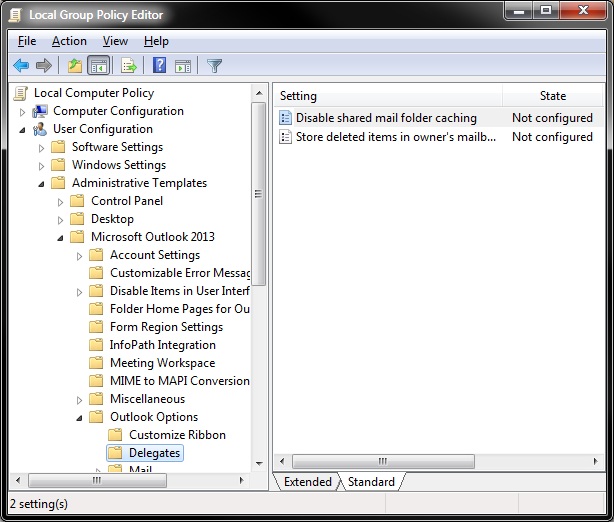 Local Group Policy Editor
File Action View Help
Local Computer Policy
Computer Configuration
User Configuration
Software Settings
Windows Settings
Administrative Templates
Control Panel
Desktop
Microsoft Outlook 2013
Account Settings
Customizable Error Messag
Disable Items in User Interf
Folder Home Pages for Ou
Form Region Settings
InfoPath Integration
Meeting Workspace
MIME to MAPI Conversion
Miscellaneous
Outlook Options
Customize Ribbon
Delegates
Mail
Setting State
Disable shared mail folder caching Not configured
Store deleted items in owner's mailb... Not configured
Extended Standard
2 setting(s)